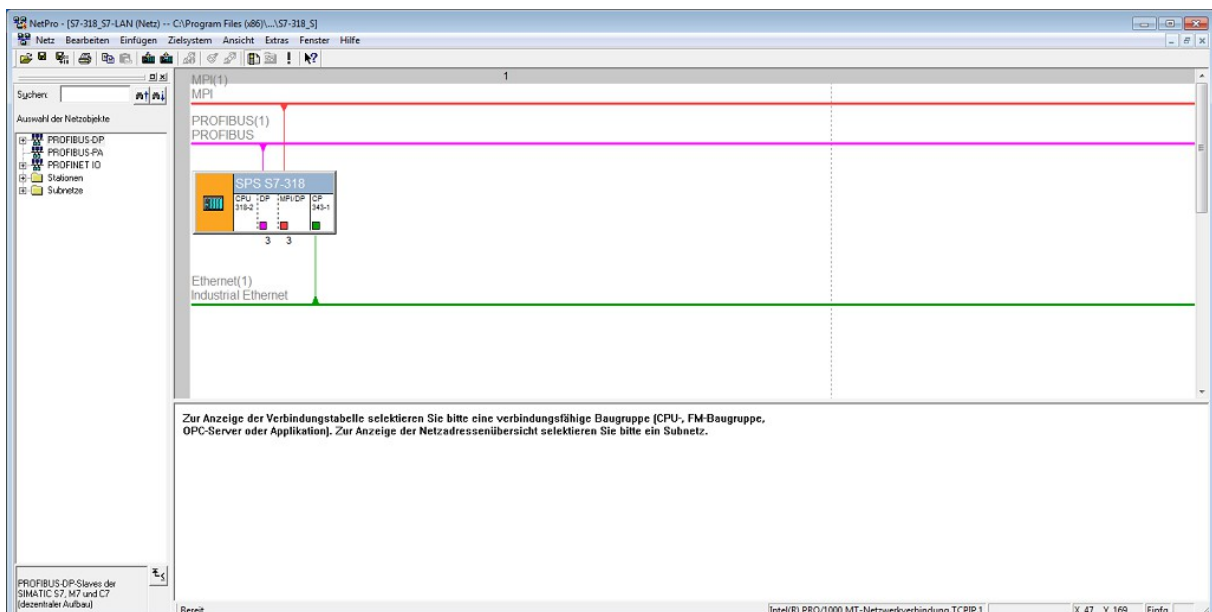 NetPro - [S7-318_S7-LAN (Netz) -- C:\Program Files (x86)\...\S7-318_S]
Netz Bearbeiten Einfügen Zielsystem Ansicht Extras Fenster Hilfe
Suchen:
Auswahl der Netzobjekte
PROFIBUS-DP
PROFIBUS-PA
PROFINET IO
Stationen
Subnetze
1
MPI(1)
MPI
PROFIBUS(1)
PROFIBUS
SPS S7-318
CPU 318-2
DP
MPI/DP
CP 343-1
3 3
Ethernet(1)
Industrial Ethernet
Zur Anzeige der Verbindungstabelle selektieren Sie bitte eine verbindungsfähige Baugruppe (CPU-, FM-Baugruppe,
OPC-Server oder Applikation). Zur Anzeige der Netzadressenübersicht selektieren Sie bitte ein Subnetz.
PROFIBUS-DP-Slaves der
SIMATIC S7, M7 und C7
(dezentraler Aufbau)
Bereit
Intel(R) PRO/1000 MT-Netzwerkverbindung TCPIP 1
X 47 Y 169 Einfg